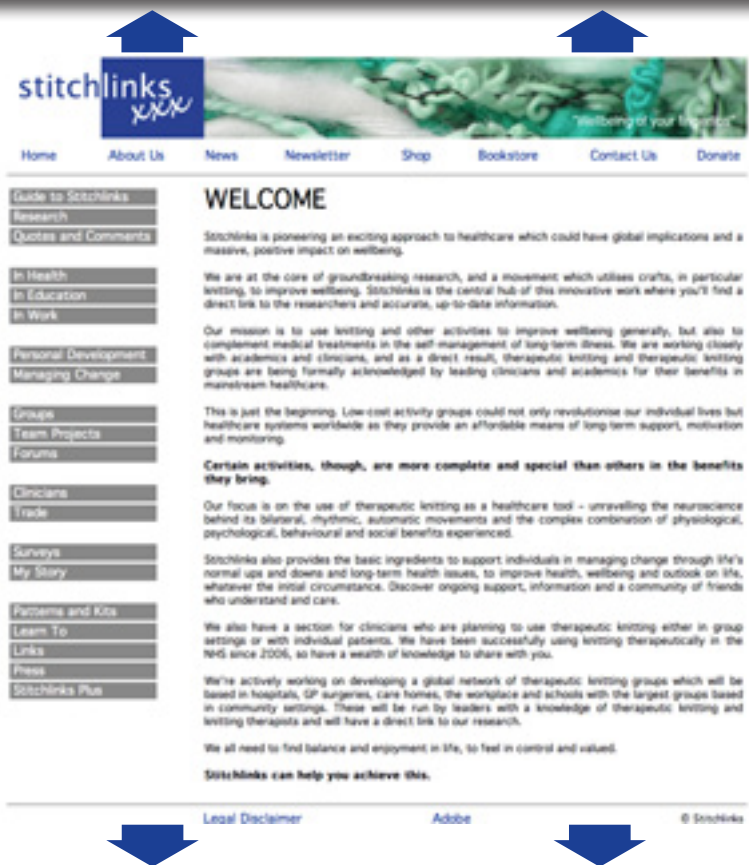 stitchlinks
xxx
"Wellbeing at your fingertips"
Home About Us News Newsletter Shop Bookstore Contact Us Donate
Guide to Stitchlinks
Research
Quotes and Comments
In Health
In Education
In Work
Personal Development
Managing Change
Groups
Team Projects
Forums
Clinicians
Trade
Surveys
My Story
Patterns and Kits
Learn To
Links
Press
Stitchlinks Plus
WELCOME
Stitchlinks is pioneering an exciting approach to healthcare which could have global implications and a
massive, positive impact on wellbeing.
We are at the core of groundbreaking research, and a movement which utilises crafts, in particular
knitting, to improve wellbeing. Stitchlinks is the central hub of this innovative work where you'll find a
direct link to the researchers and accurate, up-to-date information.
Our mission is to use knitting and other activities to improve wellbeing generally, but also to
complement medical treatments in the self-management of long-term illness. We are working closely
with academics and clinicians, and as a direct result, therapeutic knitting and therapeutic knitting
groups are being formally acknowledged by leading clinicians and academics for their benefits in
mainstream healthcare.
This is just the beginning. Low-cost activity groups could not only revolutionise our individual lives but
healthcare systems worldwide as they provide an affordable means of long-term support, motivation
and monitoring.
Certain activities, though, are more complete and special than others in the benefits
they bring.
Our focus is on the use of therapeutic knitting as a healthcare tool – unravelling the neuroscience
behind its bilateral, rhythmic, automatic movements and the complex combination of physiological,
psychological, behavioural and social benefits experienced.
Stitchlinks also provides the basic ingredients to support individuals in managing change through life's
normal ups and downs and long-term health issues, to improve health, wellbeing and outlook on life,
whatever the initial circumstance. Discover ongoing support, information and a community of friends
who understand and care.
We also have a section for clinicians who are planning to use therapeutic knitting either in group
settings or with individual patients. We have been successfully using knitting therapeutically in the
NHS since 2006, so have a wealth of knowledge to share with you.
We're actively working on developing a global network of therapeutic knitting groups which will be
based in hospitals, GP surgeries, care homes, the workplace and schools with the largest groups based
in community settings. These will be run by leaders with a knowledge of therapeutic knitting and
knitting therapists and will have a direct link to our research.
We all need to find balance and enjoyment in life, to feel in control and valued.
Stitchlinks can help you achieve this.
Legal Disclaimer Adobe © Stitchlinks